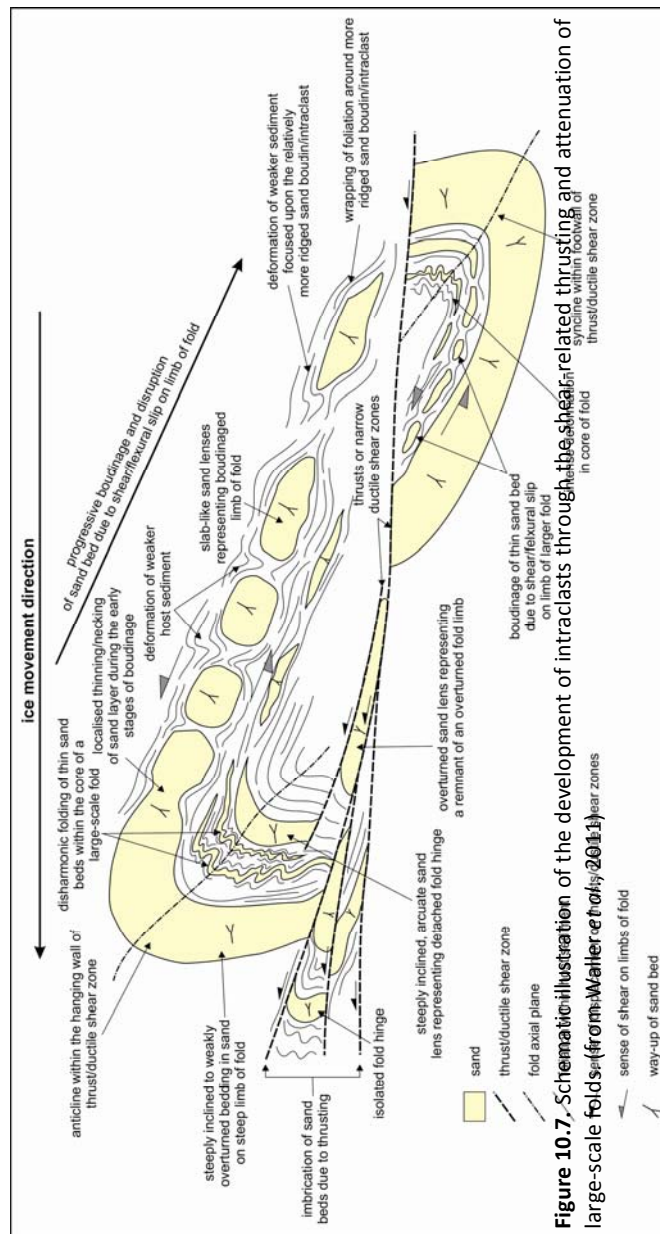 ice movement direction
progressive boudinage and disruption
of sand bed due to shear/flexural slip on limb of fold
anticline within the hanging wall of
thrust/ductile shear zone
disharmonic folding of thin sand
beds within the core of a
large-scale fold
localised thinning/necking
of sand layer during the early
stages of boudinage
deformation of weaker
host sediment
slab-like sand lenses
representing boudinaged
limb of fold
deformation of weaker sediment
focused upon the relatively
more ridged sand boudin/intraclast
wrapping of foliation around more
ridged sand boudin/intraclast
steeply inclined to weakly
overturned bedding in sand
on steep limb of fold
imbrication of sand
beds due to thrusting
isolated fold hinge
steeply inclined, arcuate sand
lens representing detached fold hinge
overturned sand lens representing
a remnant of an overturned fold limb
thrusts or narrow
ductile shear zones
boudinage of thin sand bed
due to shear/felxural slip
on limb of larger fold
intense deformation
in core of fold
syncline within footwall of
thrust/ductile shear zone
sand
thrust/ductile shear zone
fold axial plane
shear zones
sense of shear on limbs of fold
way-up of sand bed
Figure 10.7. Schematic illustration of the development of intraclasts through the shear-related thrusting and attenuation of
large-scale folds (from Waller et al., 2011)